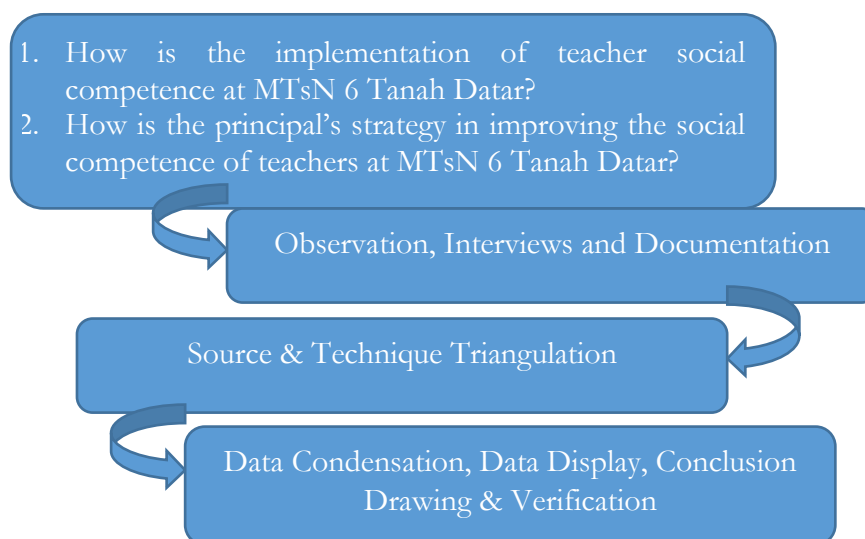 1. How is the implementation of teacher social
competence at MTsN 6 Tanah Datar?
2. How is the principal’s strategy in improving the social
competence of teachers at MTsN 6 Tanah Datar?
Observation, Interviews and Documentation
Source & Technique Triangulation
Data Condensation, Data Display, Conclusion
Drawing & Verification